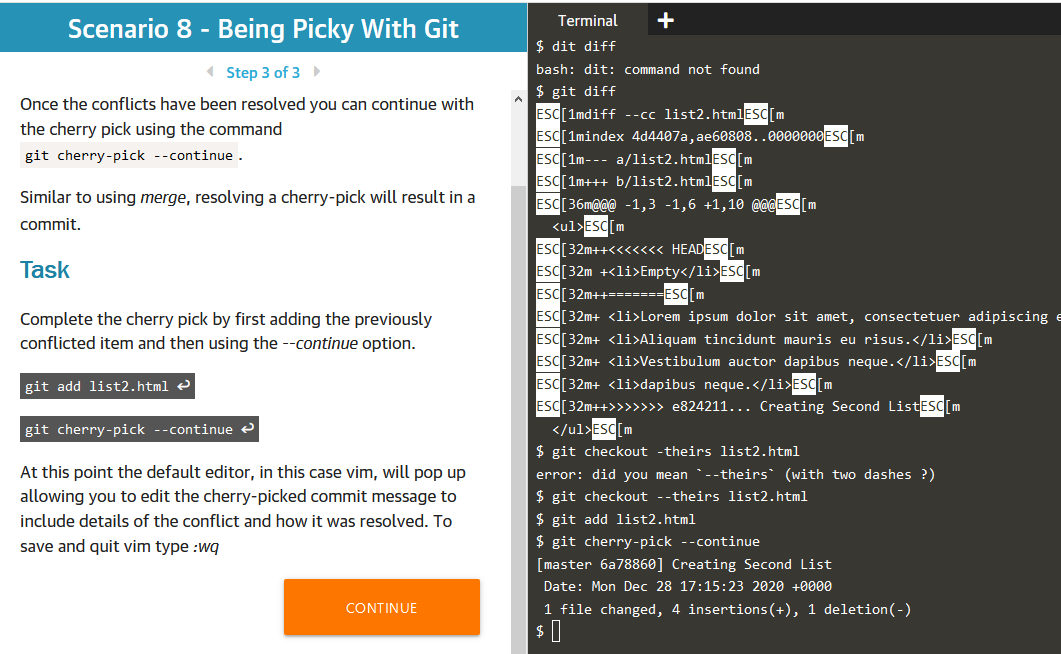 Scenario 8 - Being Picky With Git
Step 3 of 3
Once the conflicts have been resolved you can continue with
the cherry pick using the command
git cherry-pick --continue .
Similar to using merge, resolving a cherry-pick will result in a
commit.
Task
Complete the cherry pick by first adding the previously
conflicted item and then using the --continue option.
git add list2.html ↩
git cherry-pick --continue ↩
At this point the default editor, in this case vim, will pop up
allowing you to edit the cherry-picked commit message to
include details of the conflict and how it was resolved. To
save and quit vim type :wq
CONTINUE
Terminal +
$ dit diff
bash: dit: command not found
$ git diff
ESC[1mdiff --cc list2.htmlESC[m
ESC[1mindex 4d4407a,ae60808..0000000ESC[m
ESC[1m--- a/list2.htmlESC[m
ESC[1m+++ b/list2.htmlESC[m
ESC[36m@@@ -1,3 -1,6 +1,10 @@@ESC[m
  <ul>ESC[m
ESC[32m++<<<<<<< HEADESC[m
ESC[32m +<li>Empty</li>ESC[m
ESC[32m++=======ESC[m
ESC[32m+ <li>Lorem ipsum dolor sit amet, consectetuer adipiscing e
ESC[32m+ <li>Aliquam tincidunt mauris eu risus.</li>ESC[m
ESC[32m+ <li>Vestibulum auctor dapibus neque.</li>ESC[m
ESC[32m+ <li>dapibus neque.</li>ESC[m
ESC[32m++>>>>>>> e824211... Creating Second ListESC[m
  </ul>ESC[m
$ git checkout -theirs list2.html
error: did you mean `--theirs` (with two dashes ?)
$ git checkout --theirs list2.html
$ git add list2.html
$ git cherry-pick --continue
[master 6a78860] Creating Second List
 Date: Mon Dec 28 17:15:23 2020 +0000
 1 file changed, 4 insertions(+), 1 deletion(-)
$